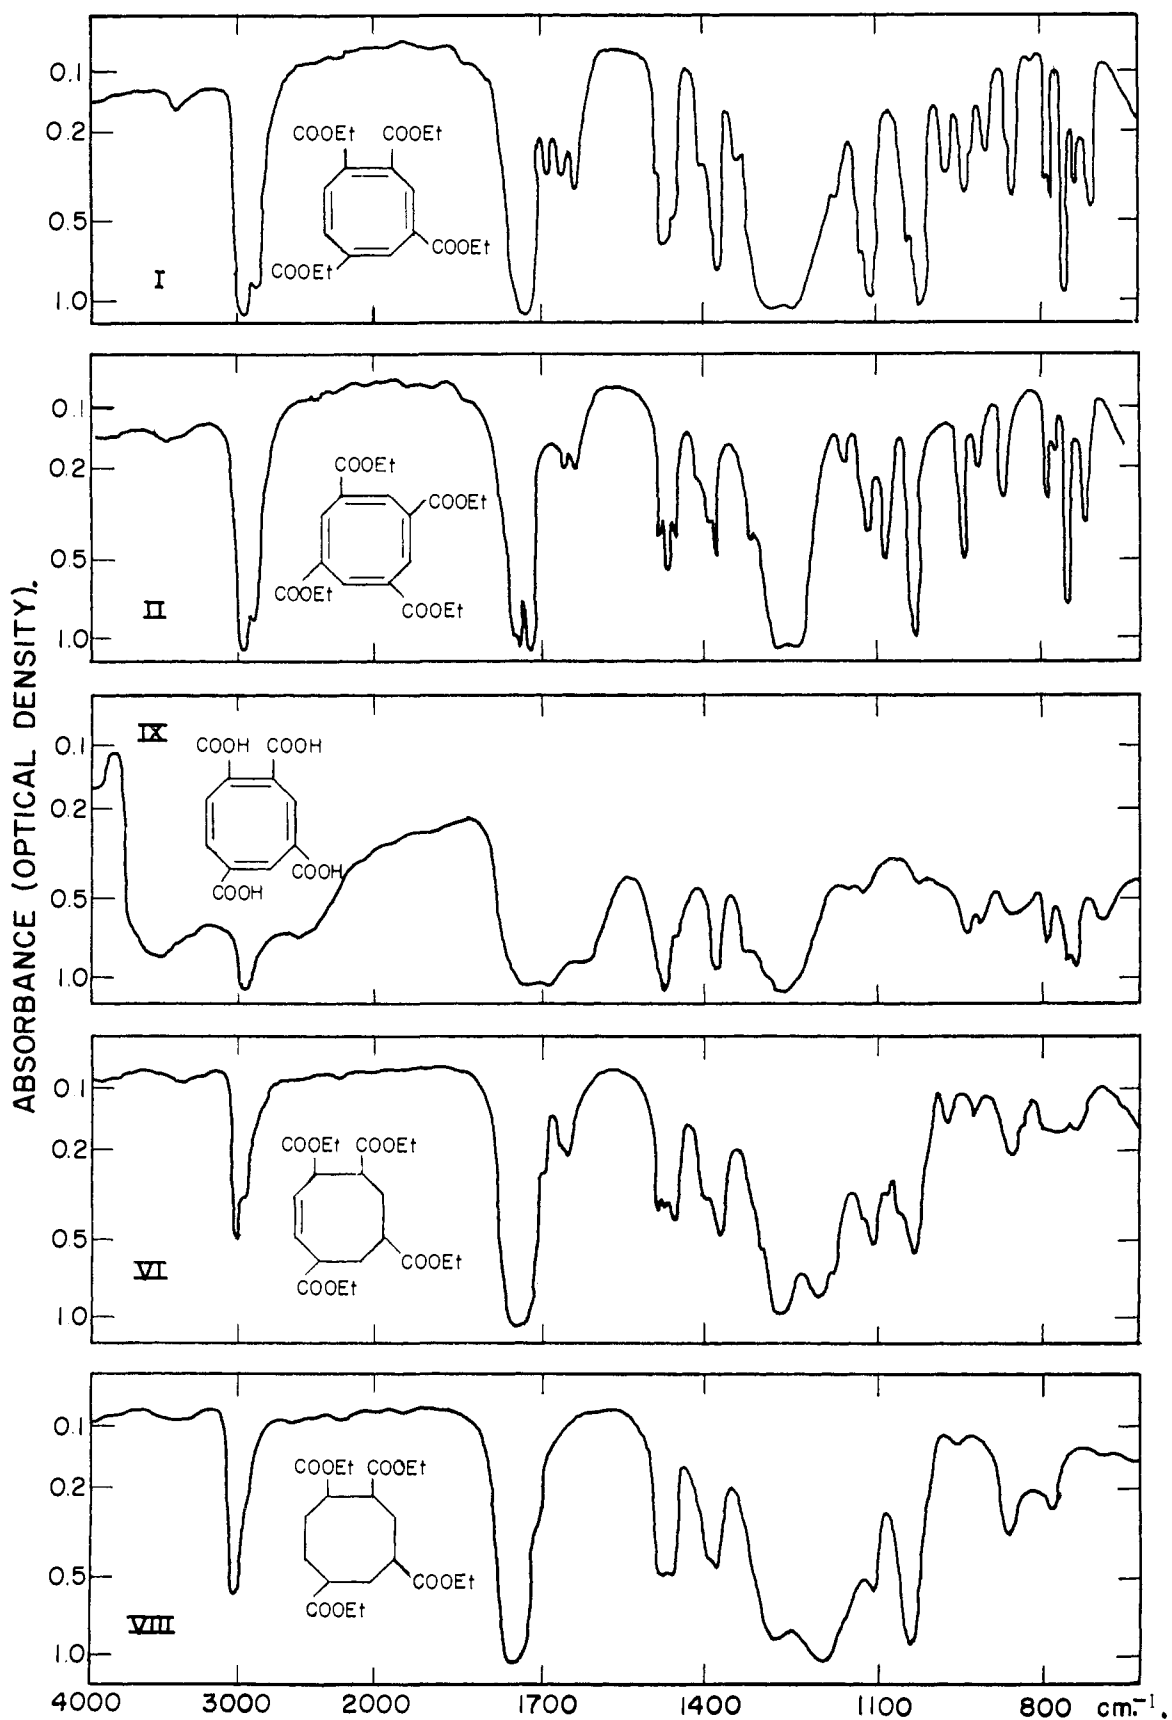 ABSORBANCE (OPTICAL DENSITY).
0.1
0.2
0.5
1.0
I
COOEt COOEt
COOEt
COOEt
0.1
0.2
0.5
1.0
II
COOEt
COOEt
COOEt
COOEt
0.1
0.2
0.5
1.0
IX
COOH COOH
COOH
COOH
0.1
0.2
0.5
1.0
VI
COOEt COOEt
COOEt
COOEt
0.1
0.2
0.5
1.0
VIII
COOEt COOEt
COOEt
COOEt
4000 3000 2000 1700 1400 1100 800 cm.-1.